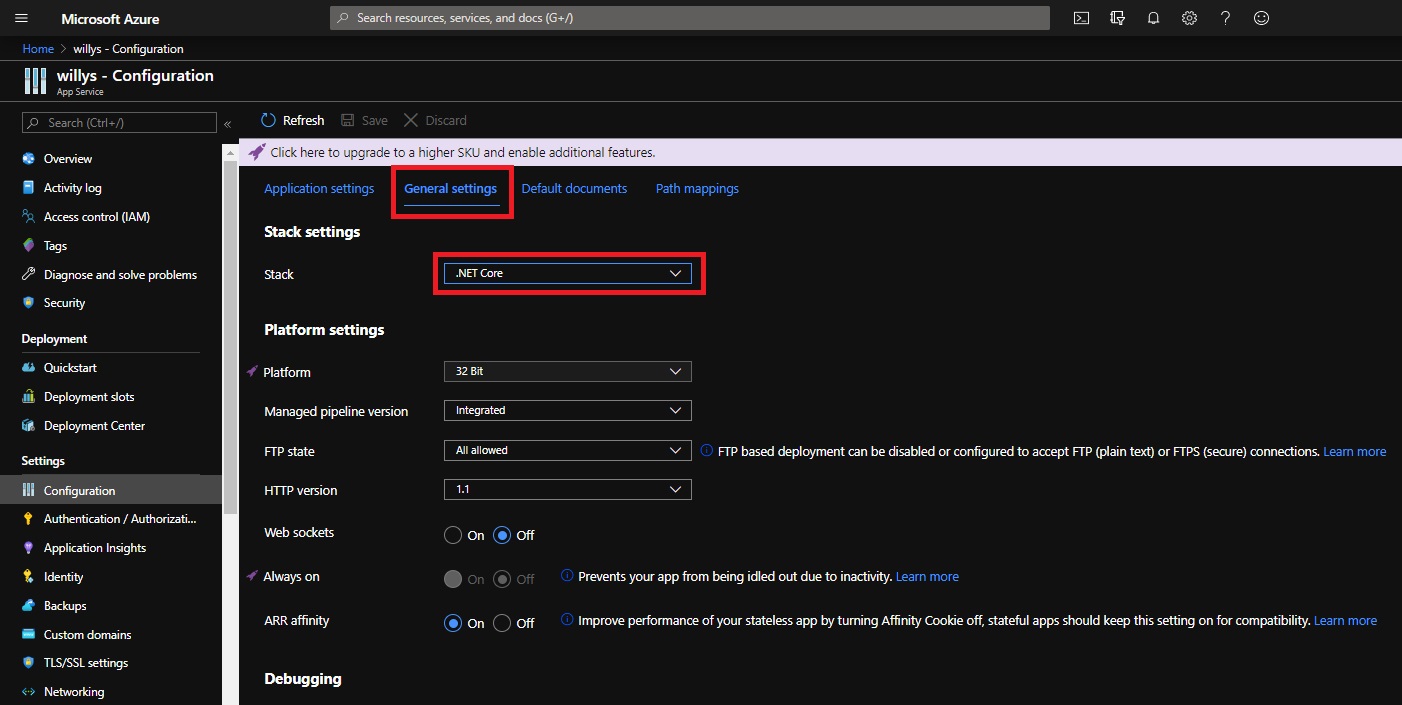 Microsoft Azure
Search resources, services, and docs (G+/)
Home > willys - Configuration
willys - Configuration
App Service
Search (Ctrl+/)
«
Refresh
Save
Discard
Click here to upgrade to a higher SKU and enable additional features.
Overview
Activity log
Access control (IAM)
Tags
Diagnose and solve problems
Security
Deployment
Quickstart
Deployment slots
Deployment Center
Settings
Configuration
Authentication / Authorizati...
Application Insights
Identity
Backups
Custom domains
TLS/SSL settings
Networking
Application settings
General settings
Default documents
Path mappings
Stack settings
Stack
.NET Core
Platform settings
Platform
32 Bit
Managed pipeline version
Integrated
FTP state
All allowed
FTP based deployment can be disabled or configured to accept FTP (plain text) or FTPS (secure) connections. Learn more
HTTP version
1.1
Web sockets
On Off
Always on
On Off
Prevents your app from being idled out due to inactivity. Learn more
ARR affinity
On Off
Improve performance of your stateless app by turning Affinity Cookie off, stateful apps should keep this setting on for compatibility. Learn more
Debugging